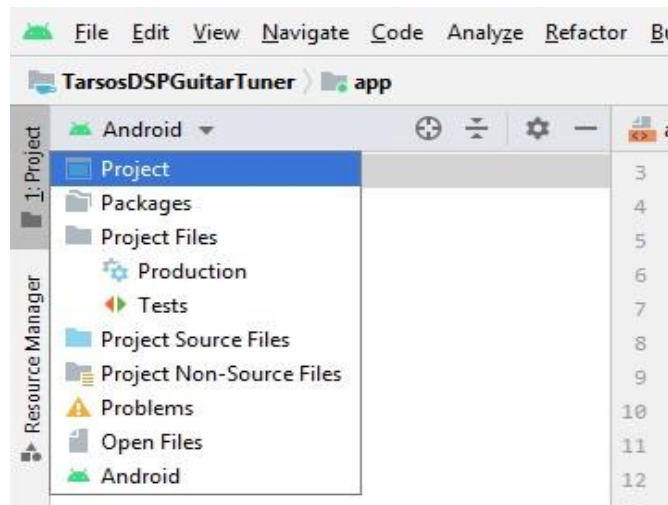 File Edit View Navigate Code Analyze Refactor
TarsosDSPGuitarTuner app
Android
1: Project
Resource Manager
Project
Packages
Project Files
Production
Tests
Project Source Files
Project Non-Source Files
Problems
Open Files
Android
3
4
5
6
7
8
9
10
11
12